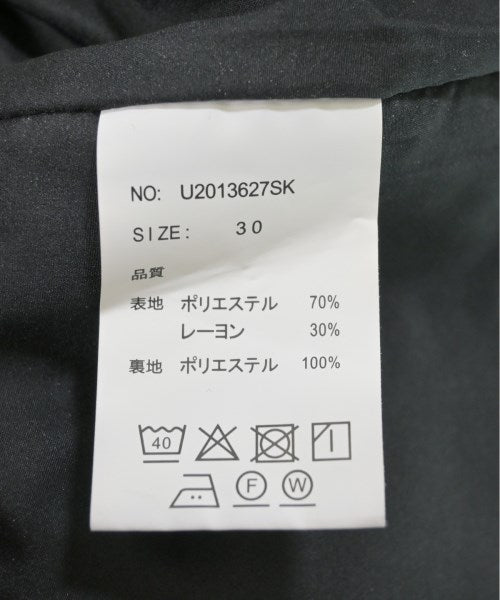 NO: U2013627SK
SIZE: 30
品質
表地 ポリエステル 70%
レーヨン 30%
裏地 ポリエステル 100%
40
F W